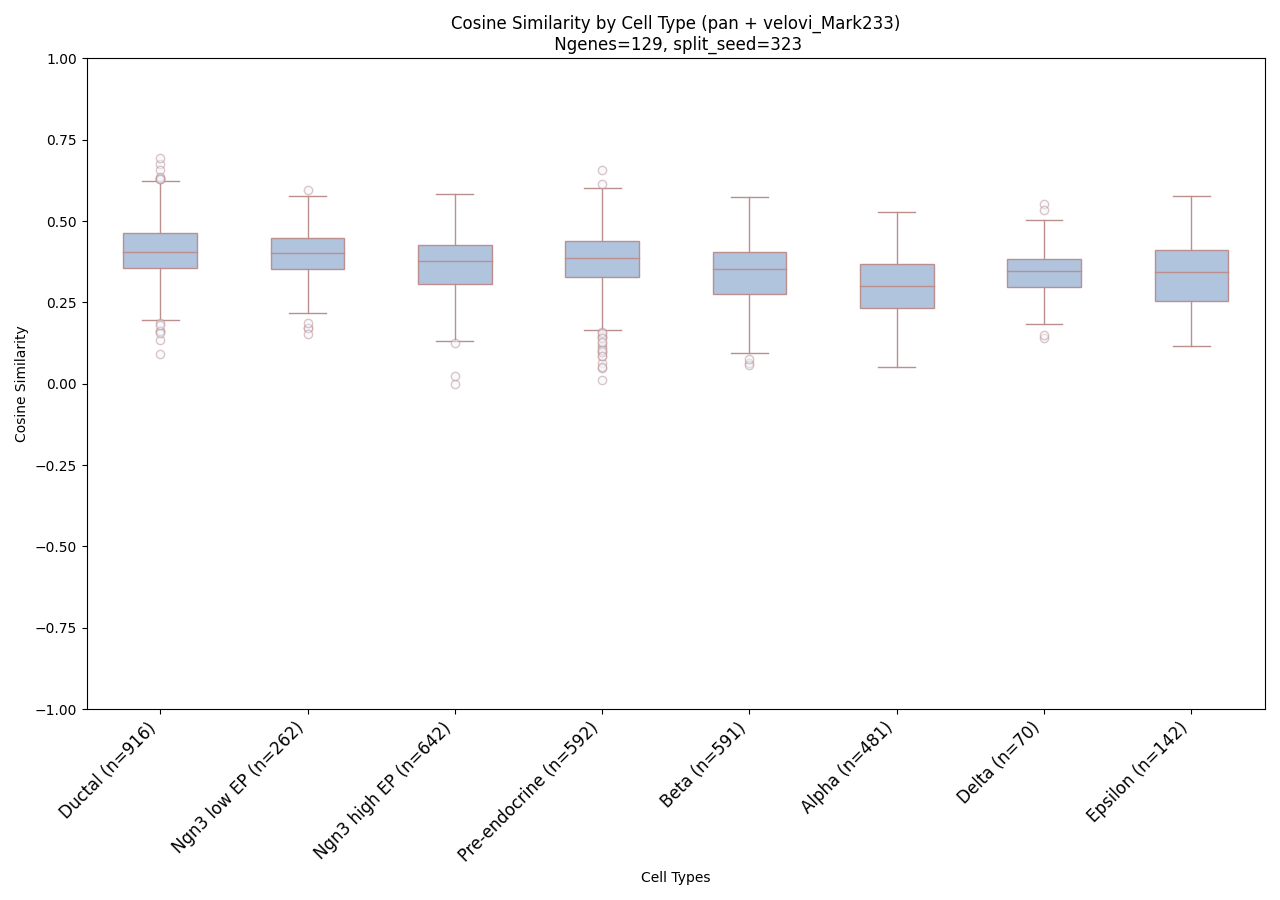 Cosine Similarity by Cell Type (pan + velovi_Mark233)
Ngenes=129, split_seed=323
1.00
0.75
0.50
0.25
0.00
−0.25
−0.50
−0.75
−1.00
Cosine Similarity
Ductal (n=916)
Ngn3 low EP (n=262)
Ngn3 high EP (n=642)
Pre-endocrine (n=592)
Beta (n=591)
Alpha (n=481)
Delta (n=70)
Epsilon (n=142)
Cell Types